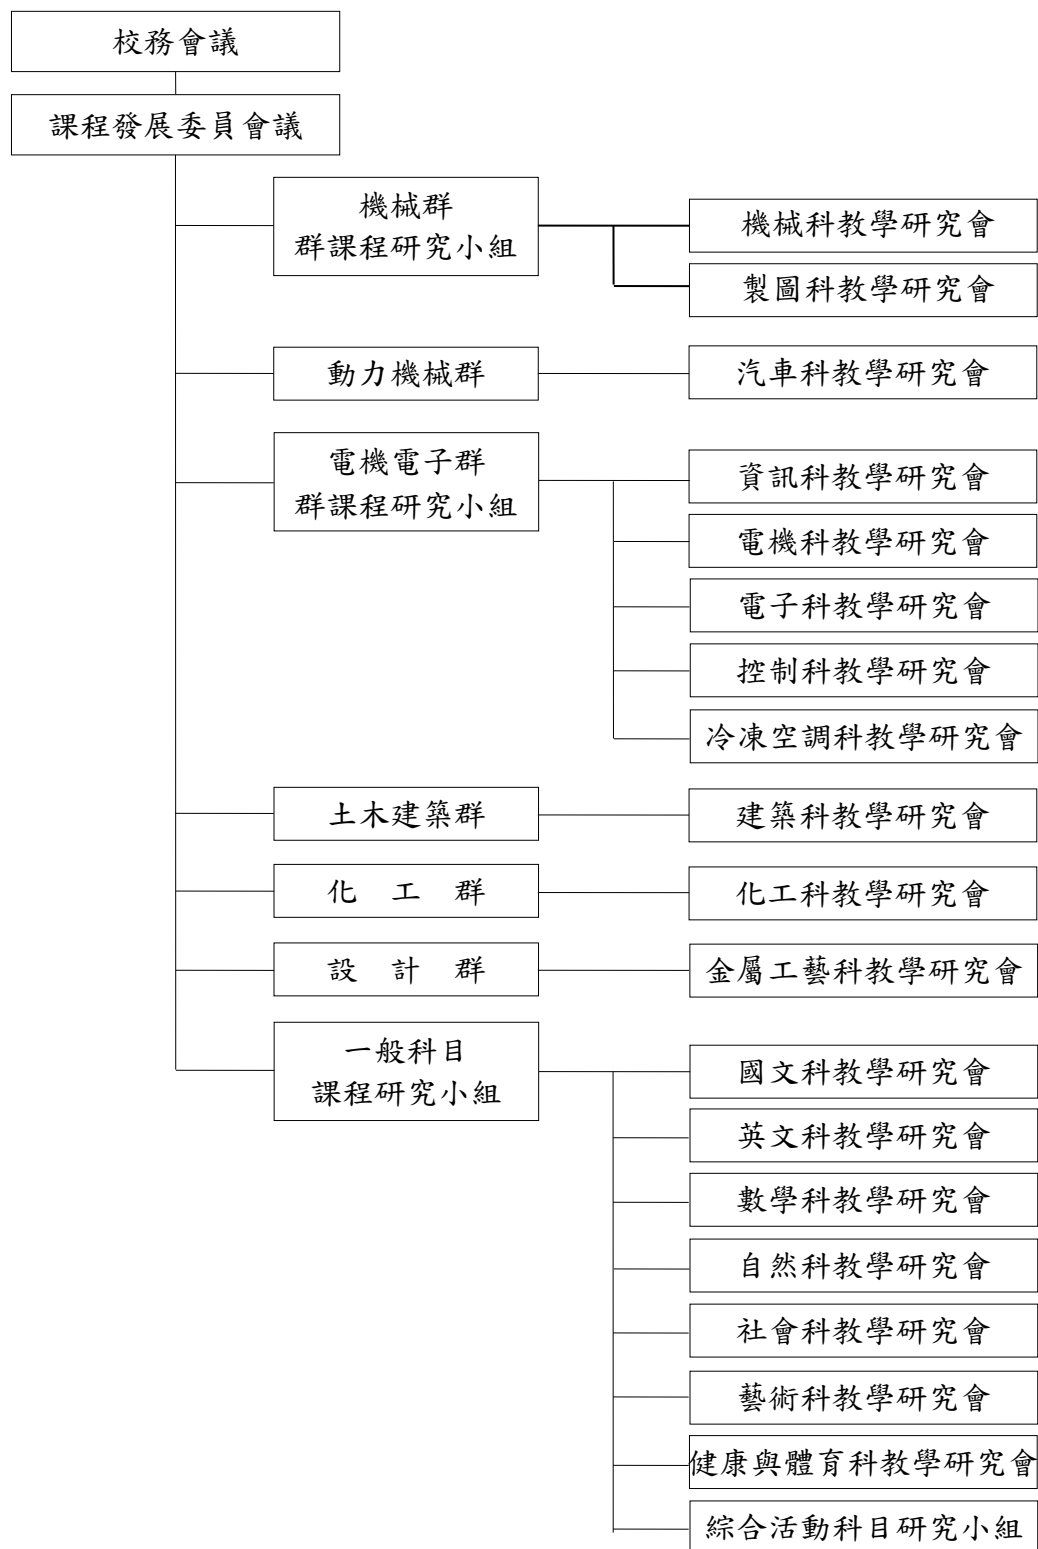 校務會議
課程發展委員會議
機械群
群課程研究小組
機械科教學研究會
製圖科教學研究會
動力機械群
汽車科教學研究會
電機電子群
群課程研究小組
資訊科教學研究會
電機科教學研究會
電子科教學研究會
控制科教學研究會
冷凍空調科教學研究會
土木建築群
建築科教學研究會
化　工　群
化工科教學研究會
設　計　群
金屬工藝科教學研究會
一般科目
課程研究小組
國文科教學研究會
英文科教學研究會
數學科教學研究會
自然科教學研究會
社會科教學研究會
藝術科教學研究會
健康與體育科教學研究會
綜合活動科目研究小組